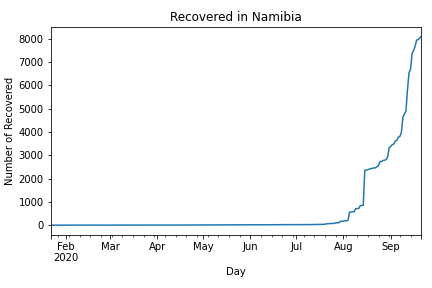 Recovered in Namibia
Number of Recovered
8000
7000
6000
5000
4000
3000
2000
1000
0
Feb Mar Apr May Jun Jul Aug Sep
2020
Day